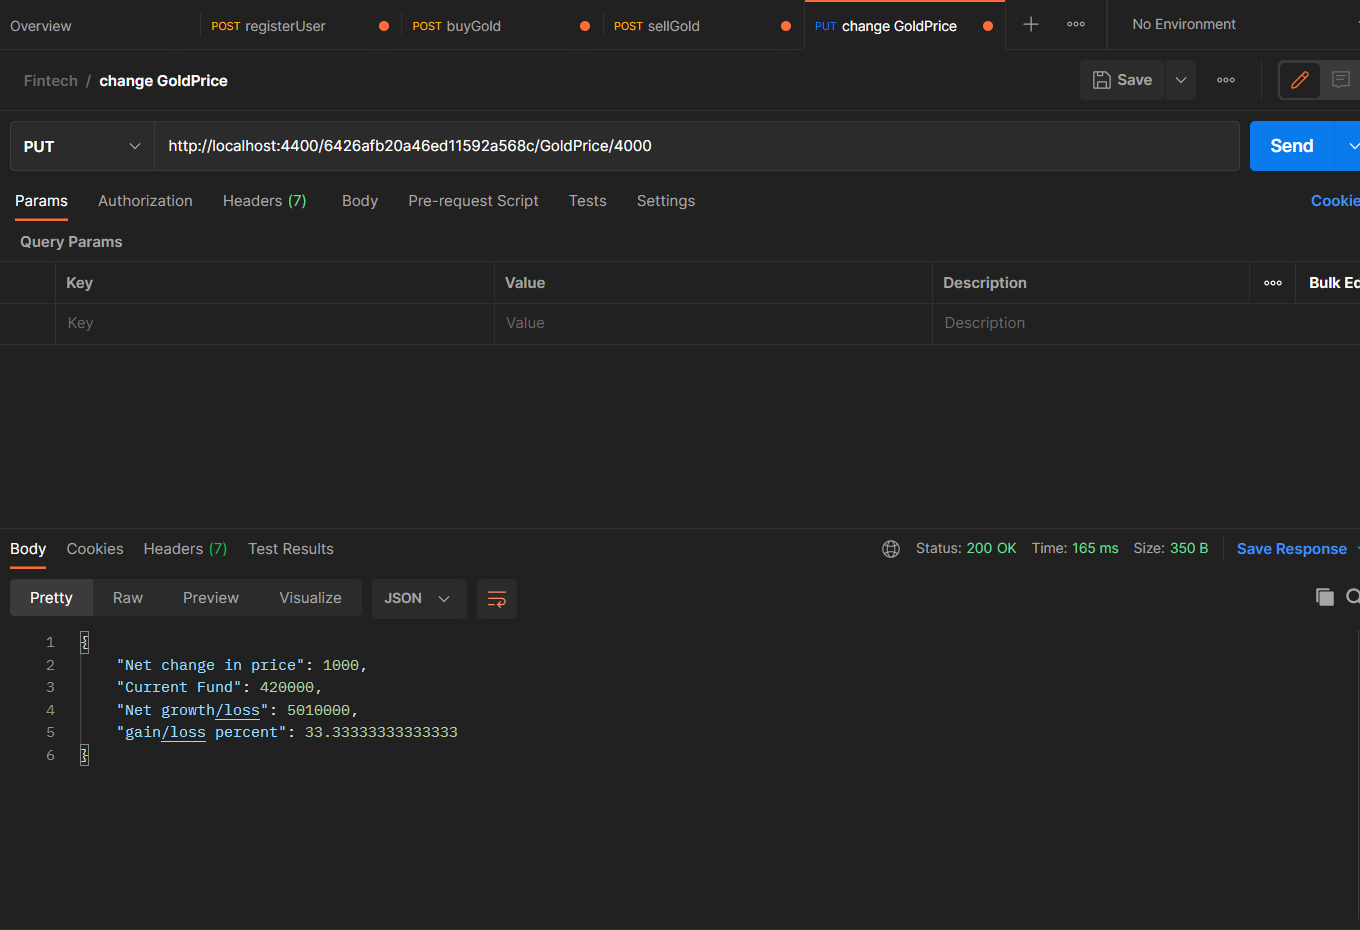 Overview
POST registerUser
POST buyGold
POST sellGold
PUT change GoldPrice
No Environment
Fintech / change GoldPrice
Save
PUT
http://localhost:4400/6426afb20a46ed11592a568c/GoldPrice/4000
Send
Params Authorization Headers (7) Body Pre-request Script Tests Settings
Cookie
Query Params
Key Value Description Bulk Ed
Key Value Description
Body Cookies Headers (7) Test Results
Status: 200 OK Time: 165 ms Size: 350 B Save Response
Pretty Raw Preview Visualize JSON
1 {
2 "Net change in price": 1000,
3 "Current Fund": 420000,
4 "Net growth/loss": 5010000,
5 "gain/loss percent": 33.33333333333333
6 }